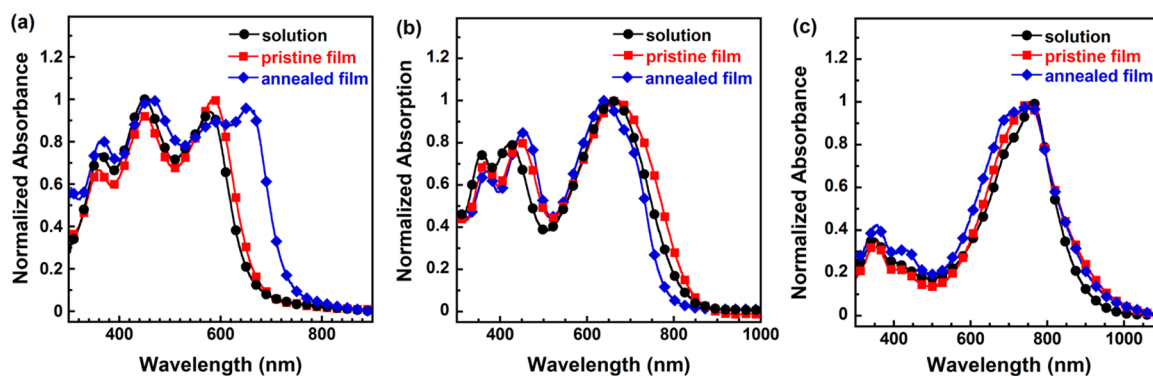 (a)
solution
pristine film
annealed film
Normalized Absorbance
1.2
1
0.8
0.6
0.4
0.2
0
400
600
800
Wavelength (nm)
(b)
solution
pristine film
annealed film
Normalized Absorption
1.2
1
0.8
0.6
0.4
0.2
0
400
500
600
700
800
900
1000
Wavelength (nm)
(c)
solution
pristine film
annealed film
Normalized Absorbance
1.2
1
0.8
0.6
0.4
0.2
0
400
600
800
1000
Wavelength (nm)